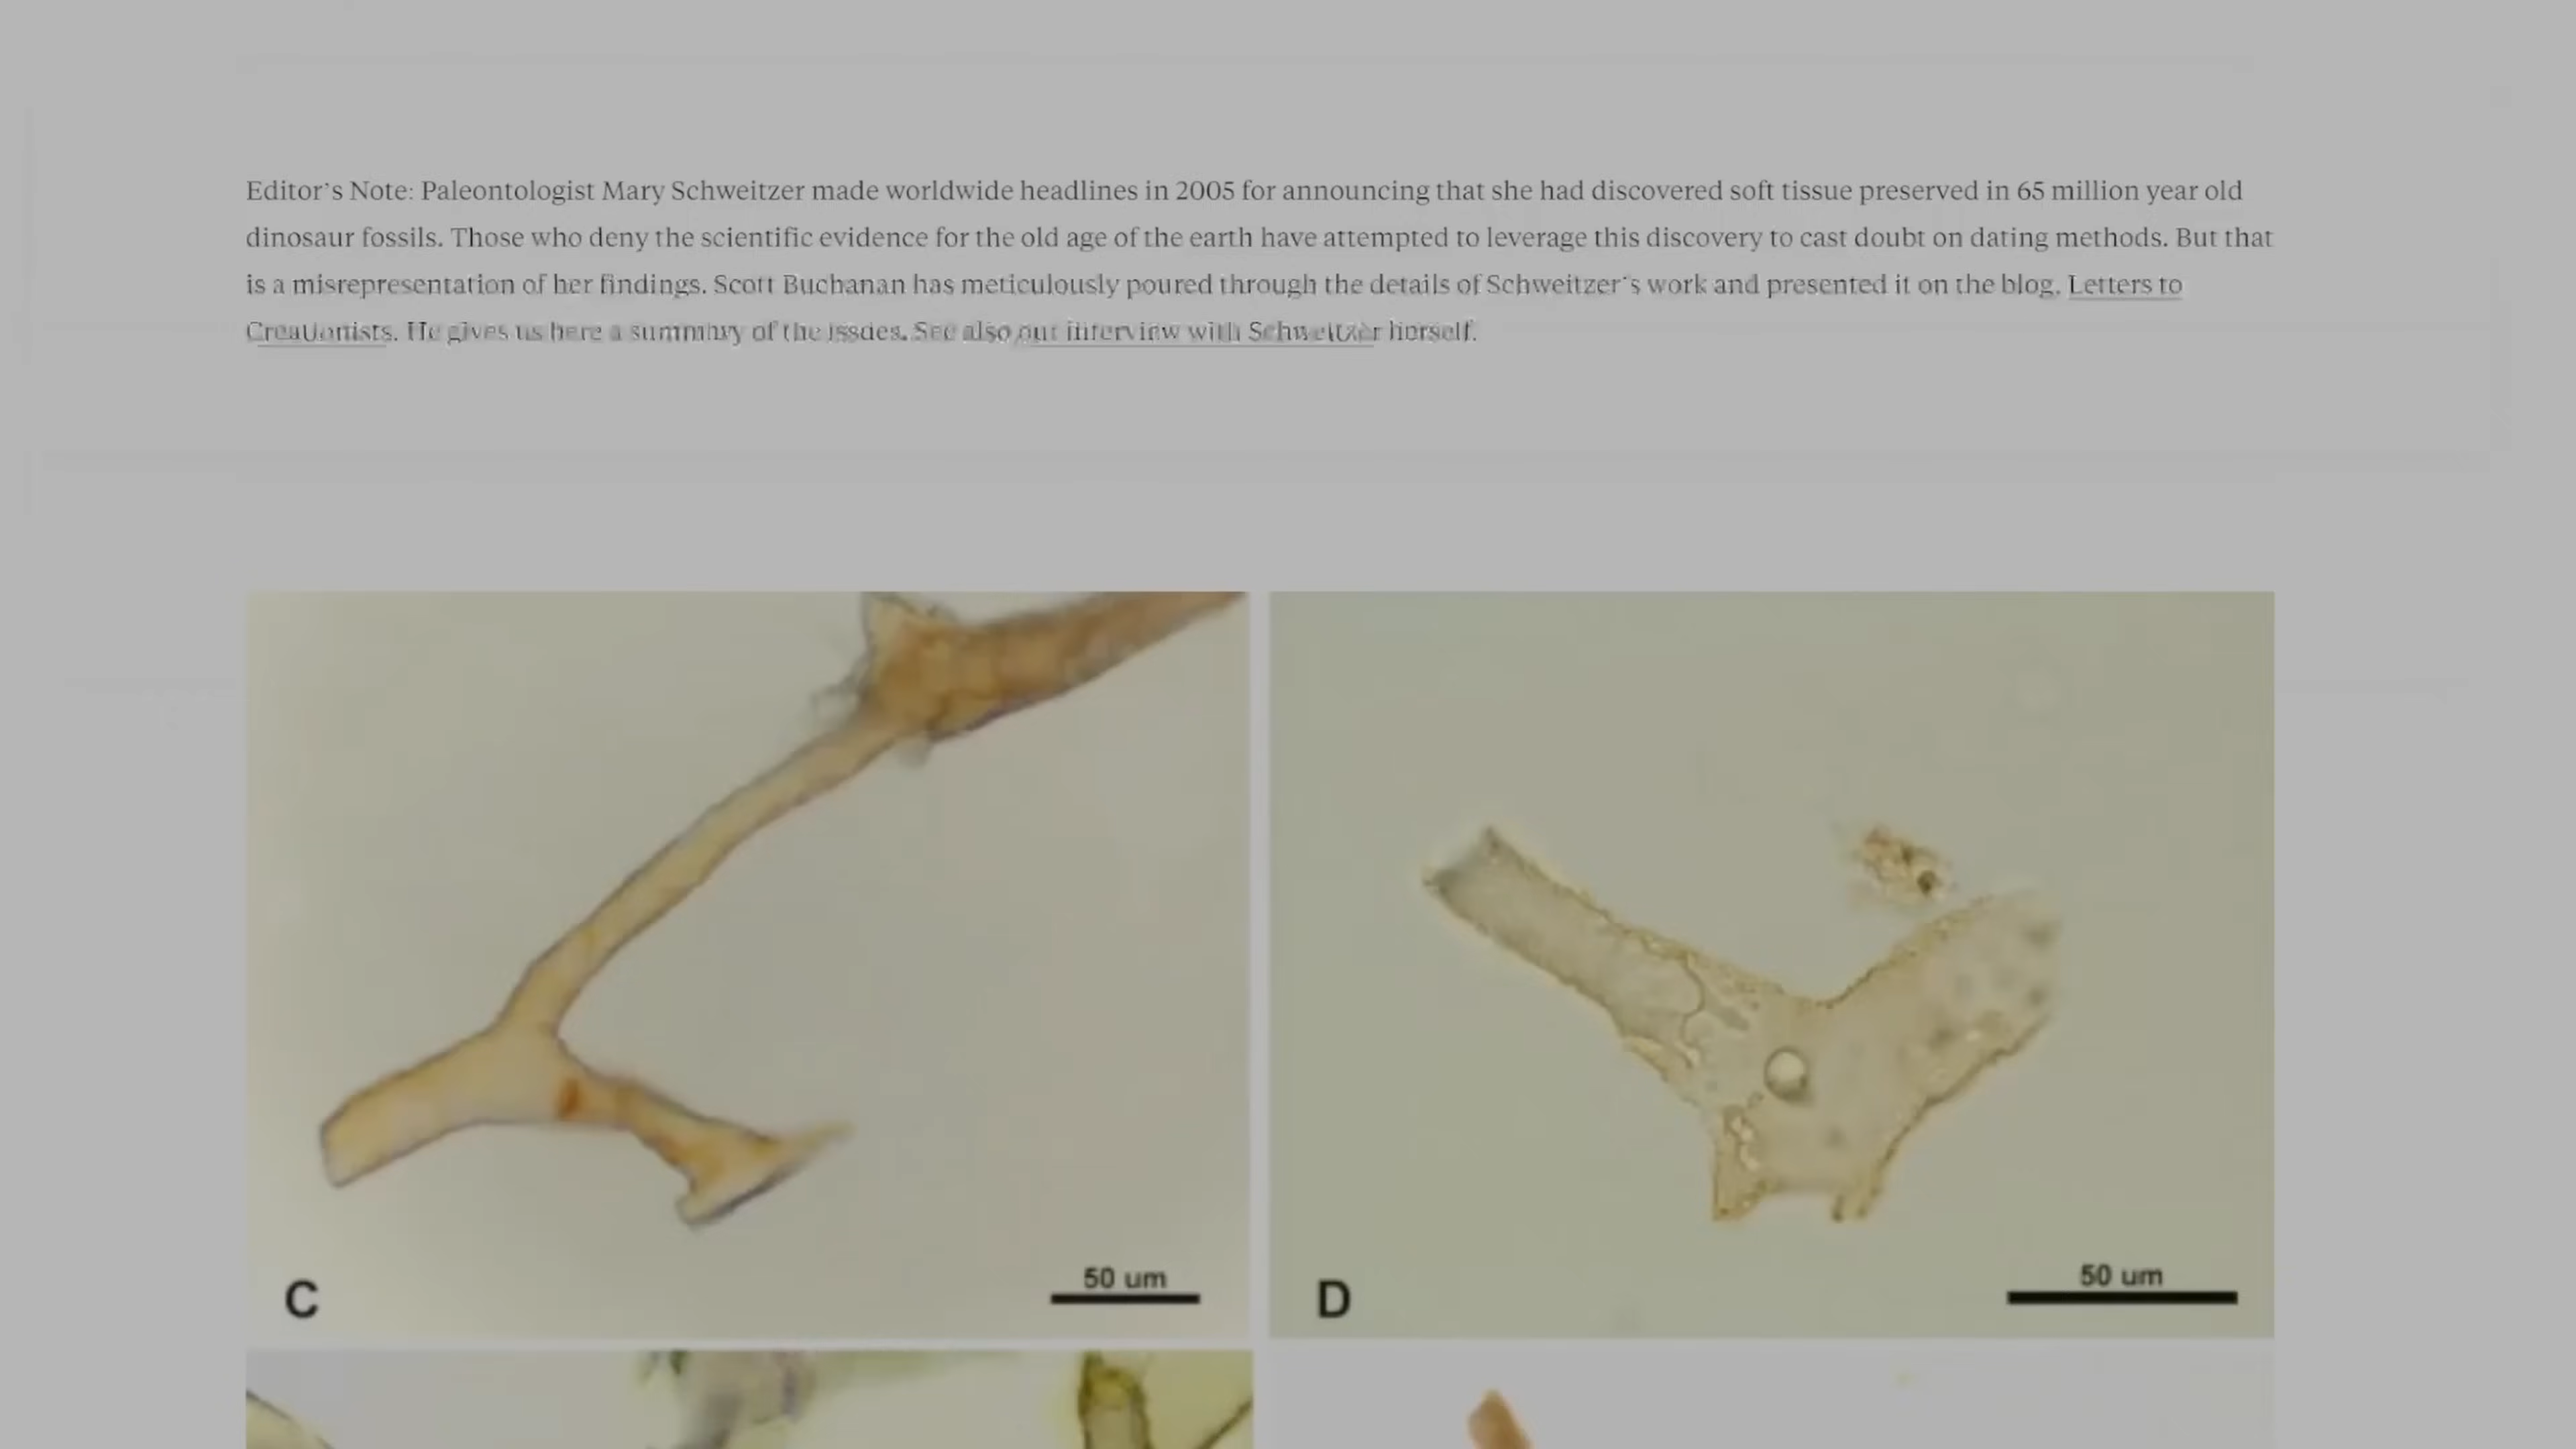 Editor's Note: Paleontologist Mary Schweitzer made worldwide headlines in 2005 for announcing that she had discovered soft tissue preserved in 65 million year old
dinosaur fossils. Those who deny the scientific evidence for the old age of the earth have attempted to leverage this discovery to cast doubt on dating methods. But that
is a misrepresentation of her findings. Scott Buchanan has meticulously poured through the details of Schweitzer's work and presented it on the blog, Letters to
Creationists. He gives us here a summary of the issues. See also our interview with Schweitzer herself.
C
50 um
D
50 um